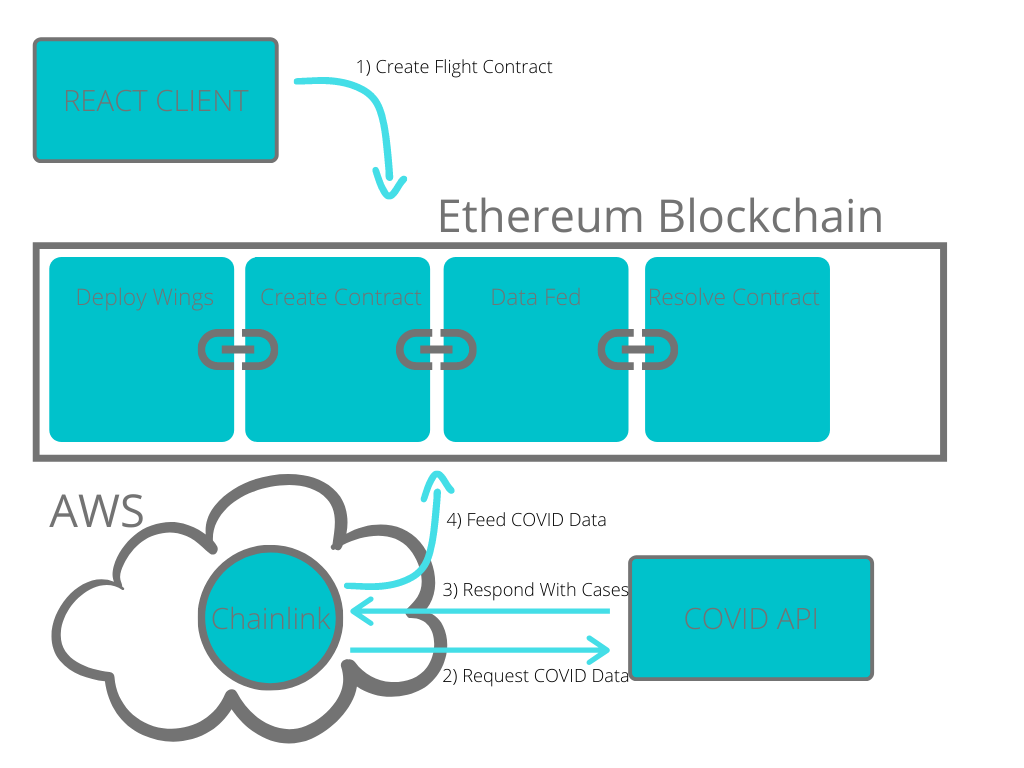 1) Create Flight Contract
REACT CLIENT
Ethereum Blockchain
Deploy Wings
Create Contract
Data Fed
Resolve Contract
AWS
4) Feed COVID Data
3) Respond With Cases
Chainlink
COVID API
2) Request COVID Data